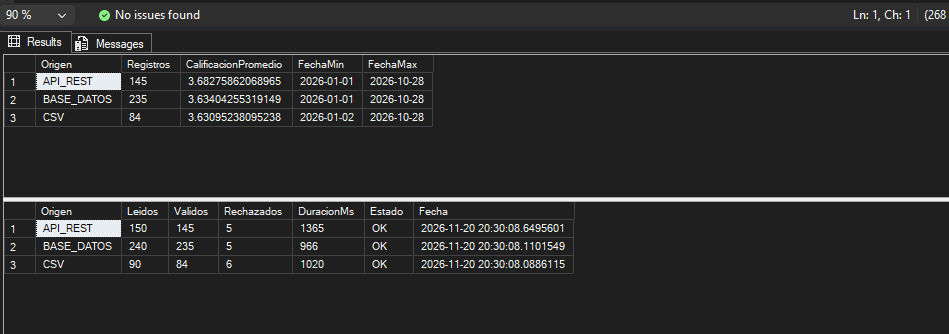 90 % No issues found Ln: 1, Ch: 1 (268
Results Messages
Origen Registros CalificacionPromedio FechaMin FechaMax
1 API_REST 145 3.68275862068965 2026-01-01 2026-10-28
2 BASE_DATOS 235 3.63404255319149 2026-01-01 2026-10-28
3 CSV 84 3.63095238095238 2026-01-02 2026-10-28
Origen Leidos Validos Rechazados DuracionMs Estado Fecha
1 API_REST 150 145 5 1365 OK 2026-11-20 20:30:08.6495601
2 BASE_DATOS 240 235 5 966 OK 2026-11-20 20:30:08.1101549
3 CSV 90 84 6 1020 OK 2026-11-20 20:30:08.0886115